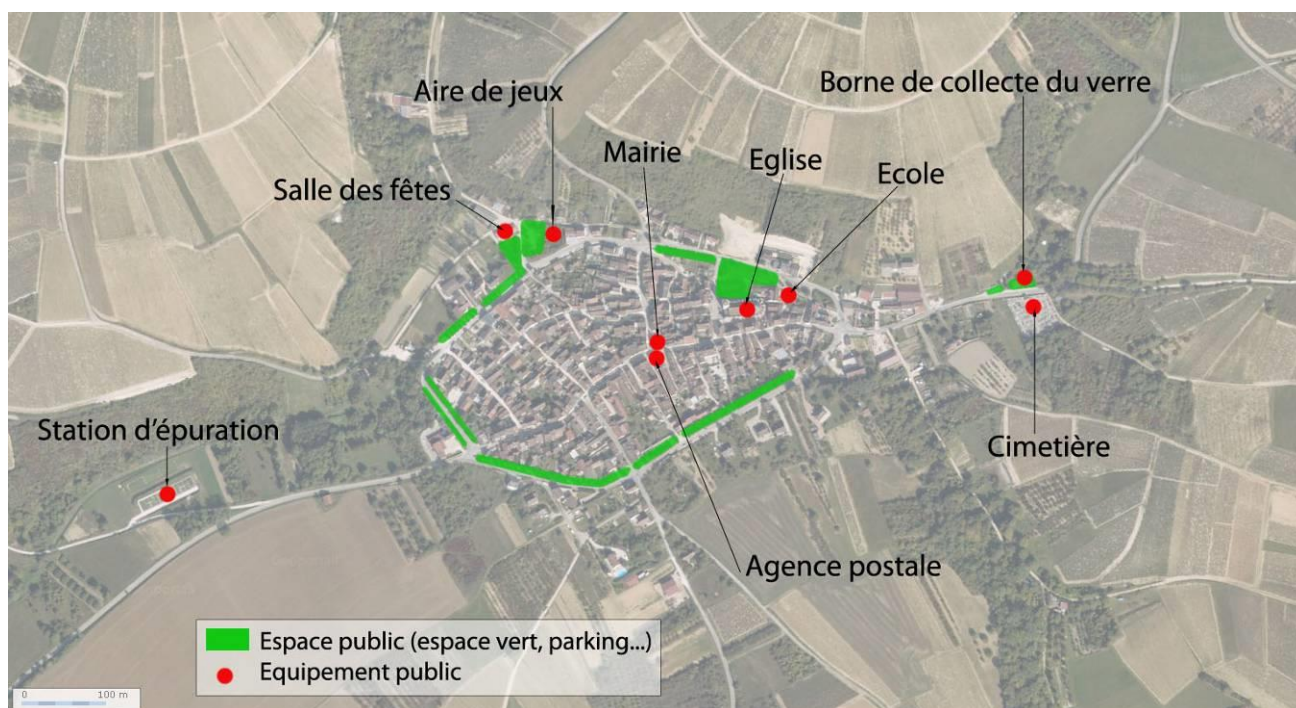 Aire de jeux
Borne de collecte du verre
Mairie
Eglise
Ecole
Salle des fêtes
Station d'épuration
Cimetière
Agence postale
Espace public (espace vert, parking...)
Equipement public
0 100 m